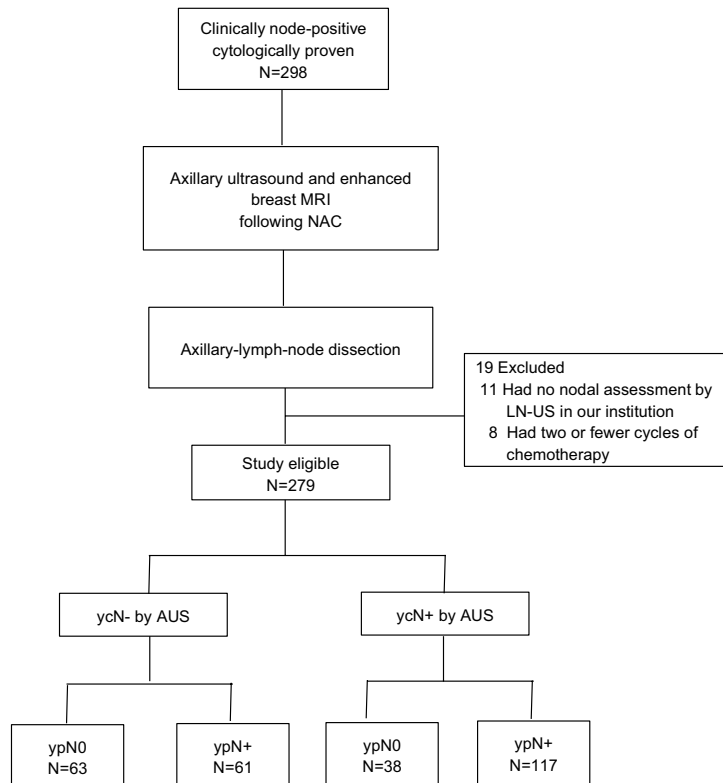 Clinically node-positive
cytologically proven
N=298
Axillary ultrasound and enhanced
breast MRI
following NAC
Axillary-lymph-node dissection
19 Excluded
11 Had no nodal assessment by
LN-US in our institution
8 Had two or fewer cycles of
chemotherapy
Study eligible
N=279
ycN- by AUS
ycN+ by AUS
ypN0
N=63
ypN+
N=61
ypN0
N=38
ypN+
N=117